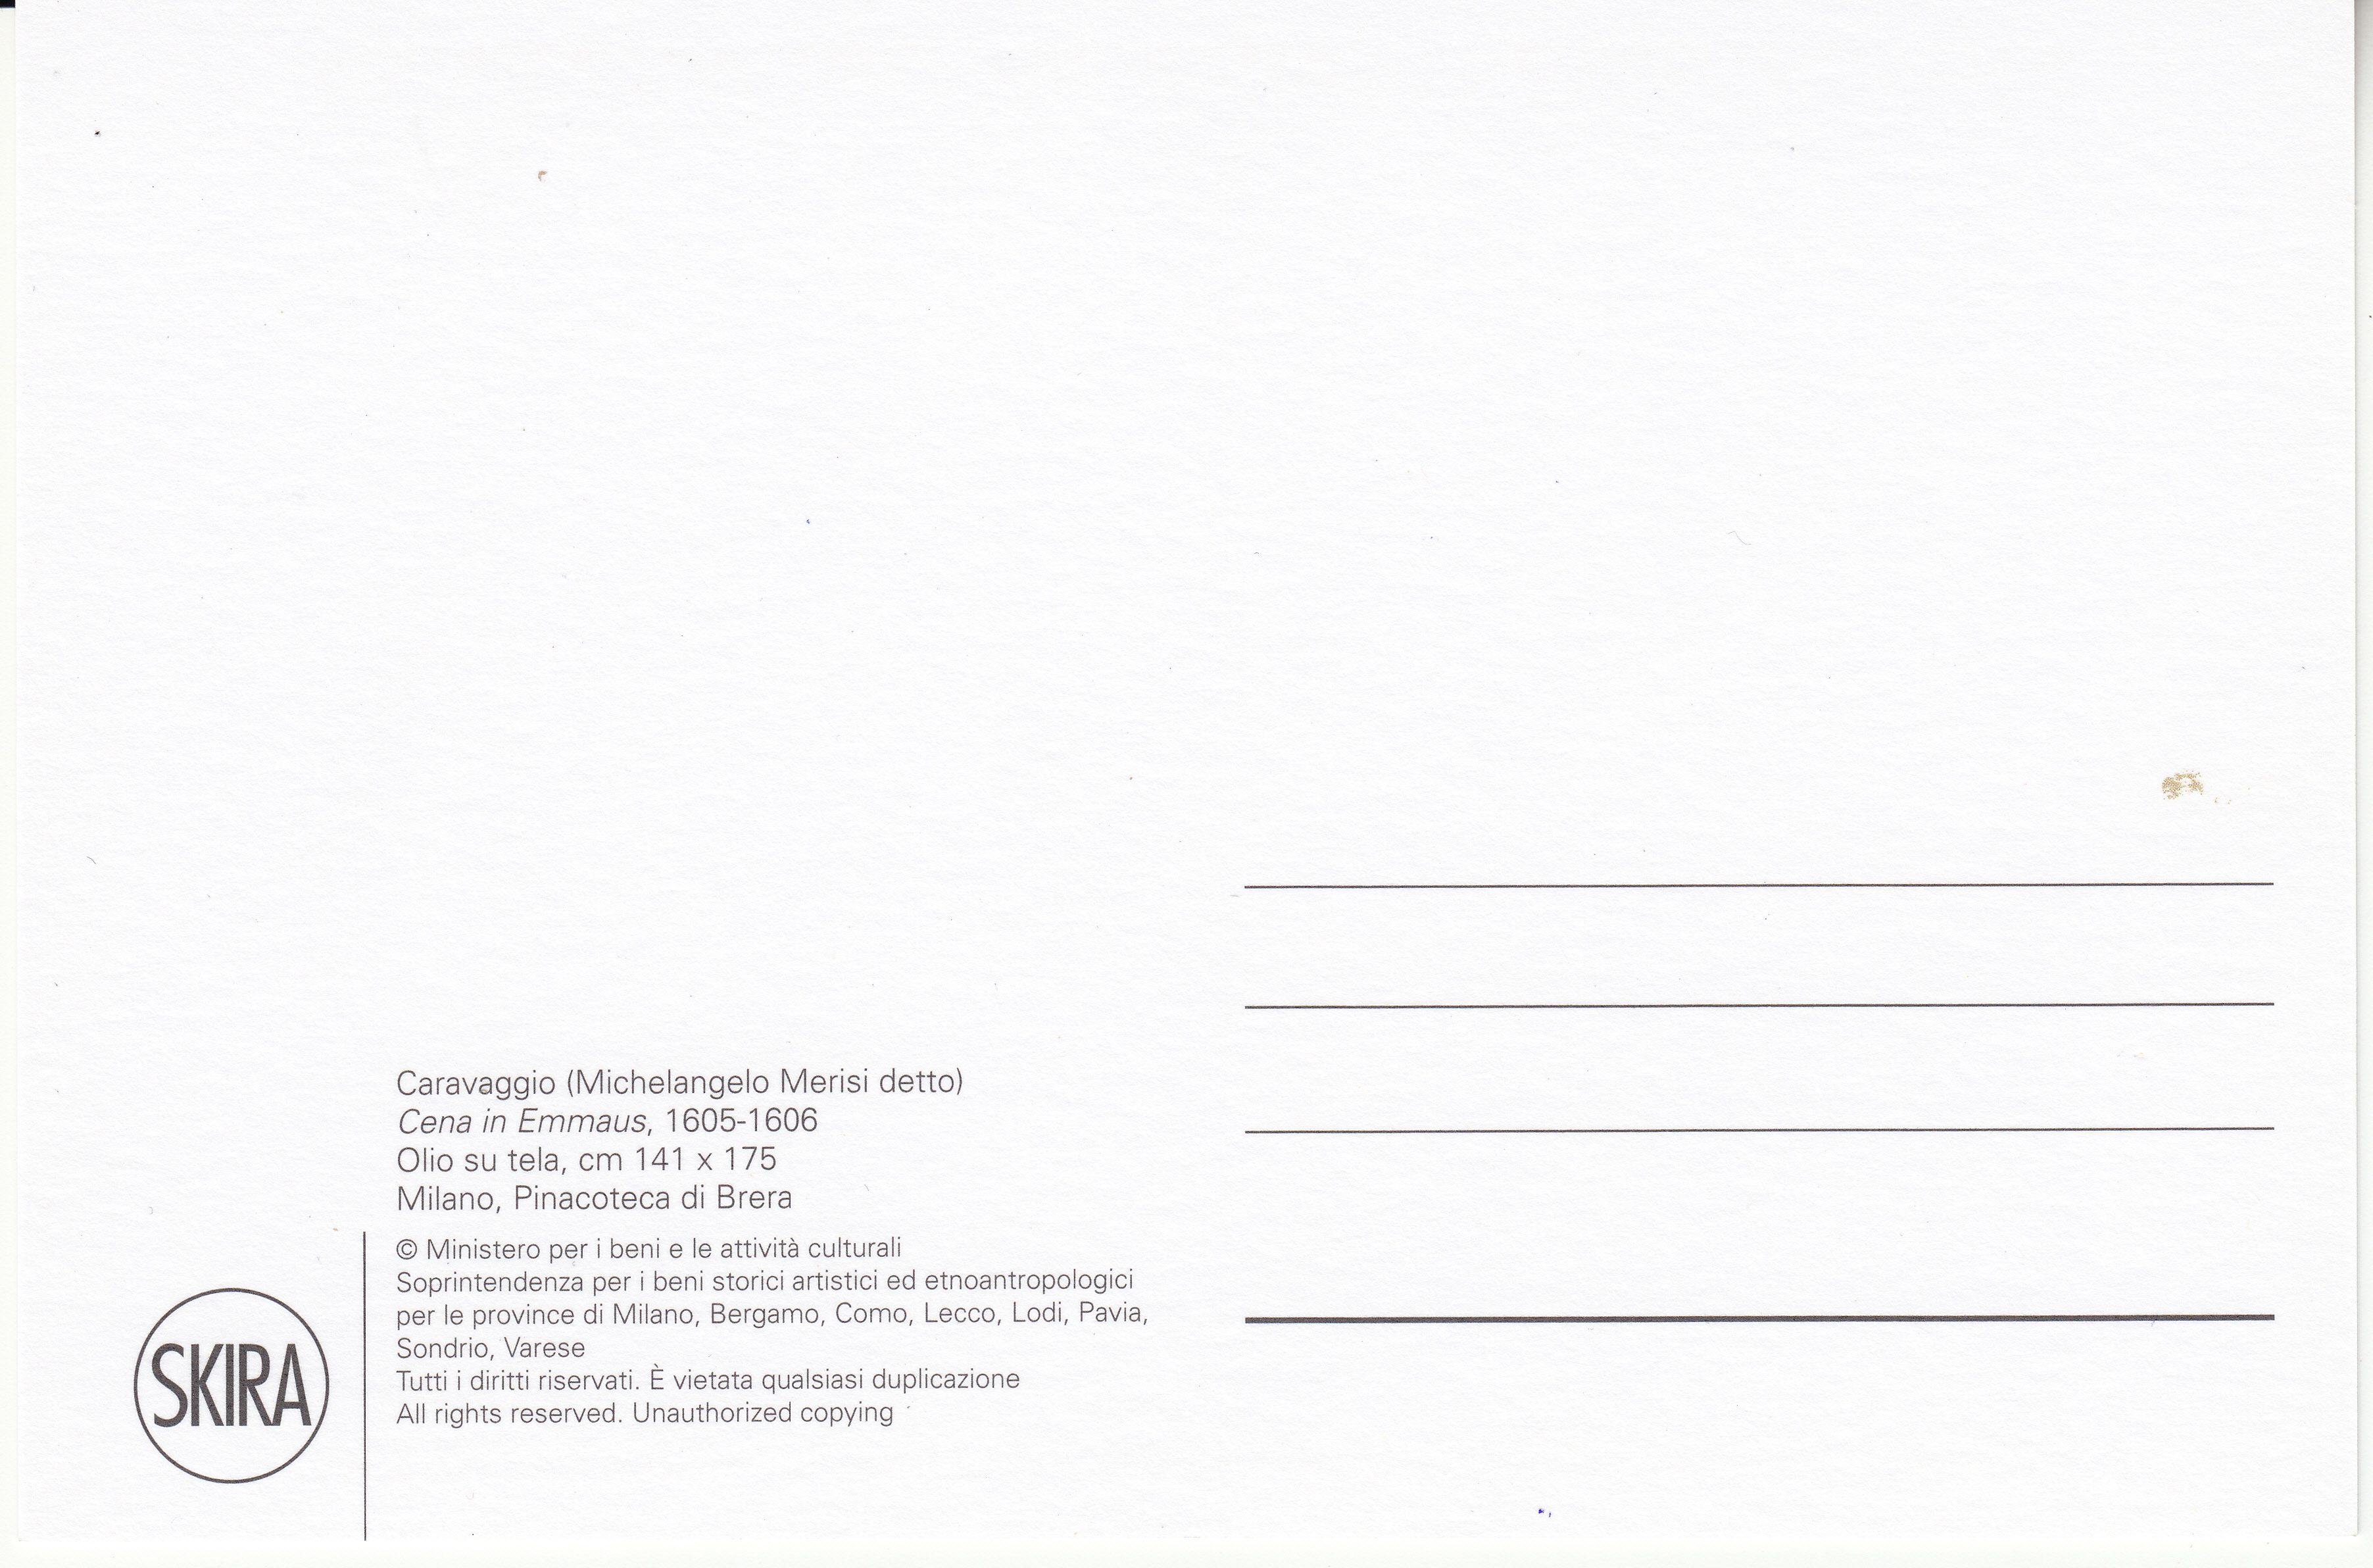 Caravaggio (Michelangelo Merisi detto)
Cena in Emmaus, 1605-1606
Olio su tela, cm 141 x 175
Milano, Pinacoteca di Brera
© Ministero per i beni e le attività culturali
Soprintendenza per i beni storici artistici ed etnoantropologici
per le province di Milano, Bergamo, Como, Lecco, Lodi, Pavia,
Sondrio, Varese
Tutti i diritti riservati. È vietata qualsiasi duplicazione
All rights reserved. Unauthorized copying
SKIRA